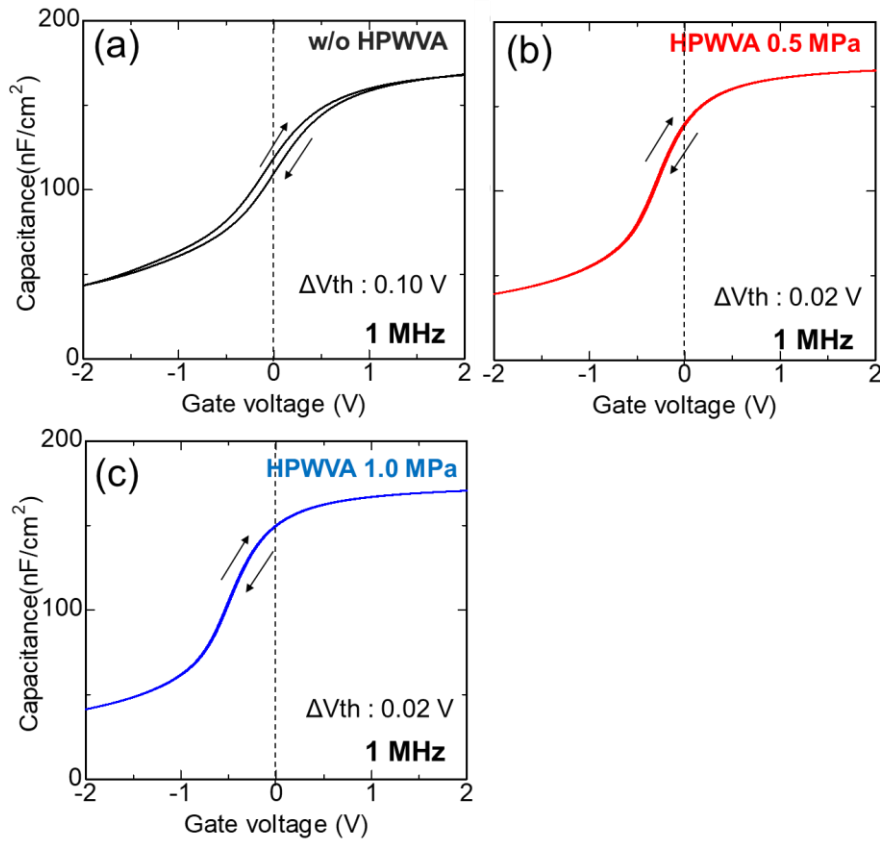 (a)
w/o HPWVA
200
100
0
Capacitance(nF/cm²)
ΔVth : 0.10 V
1 MHz
-2 -1 0 1 2
Gate voltage (V)
(b)
HPWVA 0.5 MPa
ΔVth : 0.02 V
1 MHz
-2 -1 0 1 2
Gate voltage (V)
(c)
HPWVA 1.0 MPa
200
100
0
Capacitance(nF/cm²)
ΔVth : 0.02 V
1 MHz
-2 -1 0 1 2
Gate voltage (V)